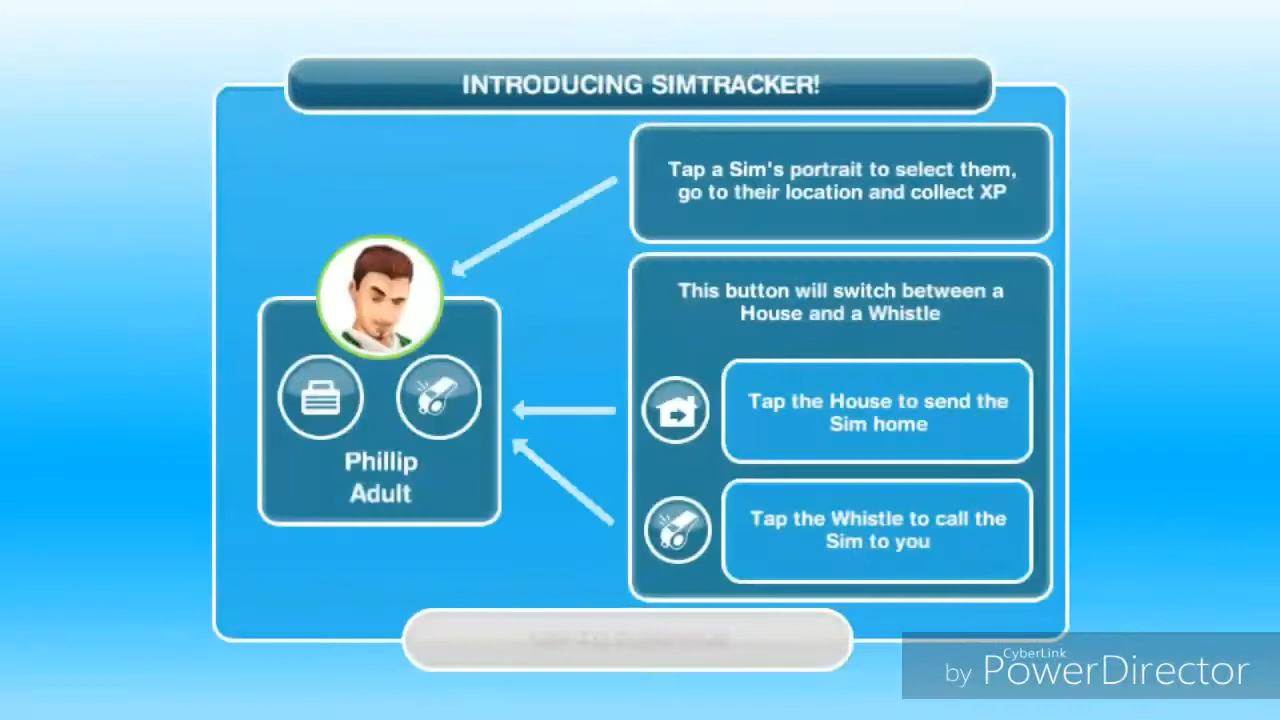 INTRODUCING SIMTRACKER!
Tap a Sim's portrait to select them,
go to their location and collect XP
This button will switch between a
House and a Whistle
Tap the House to send the
Sim home
Tap the Whistle to call the
Sim to you
Phillip
Adult
CyberLink
by PowerDirector